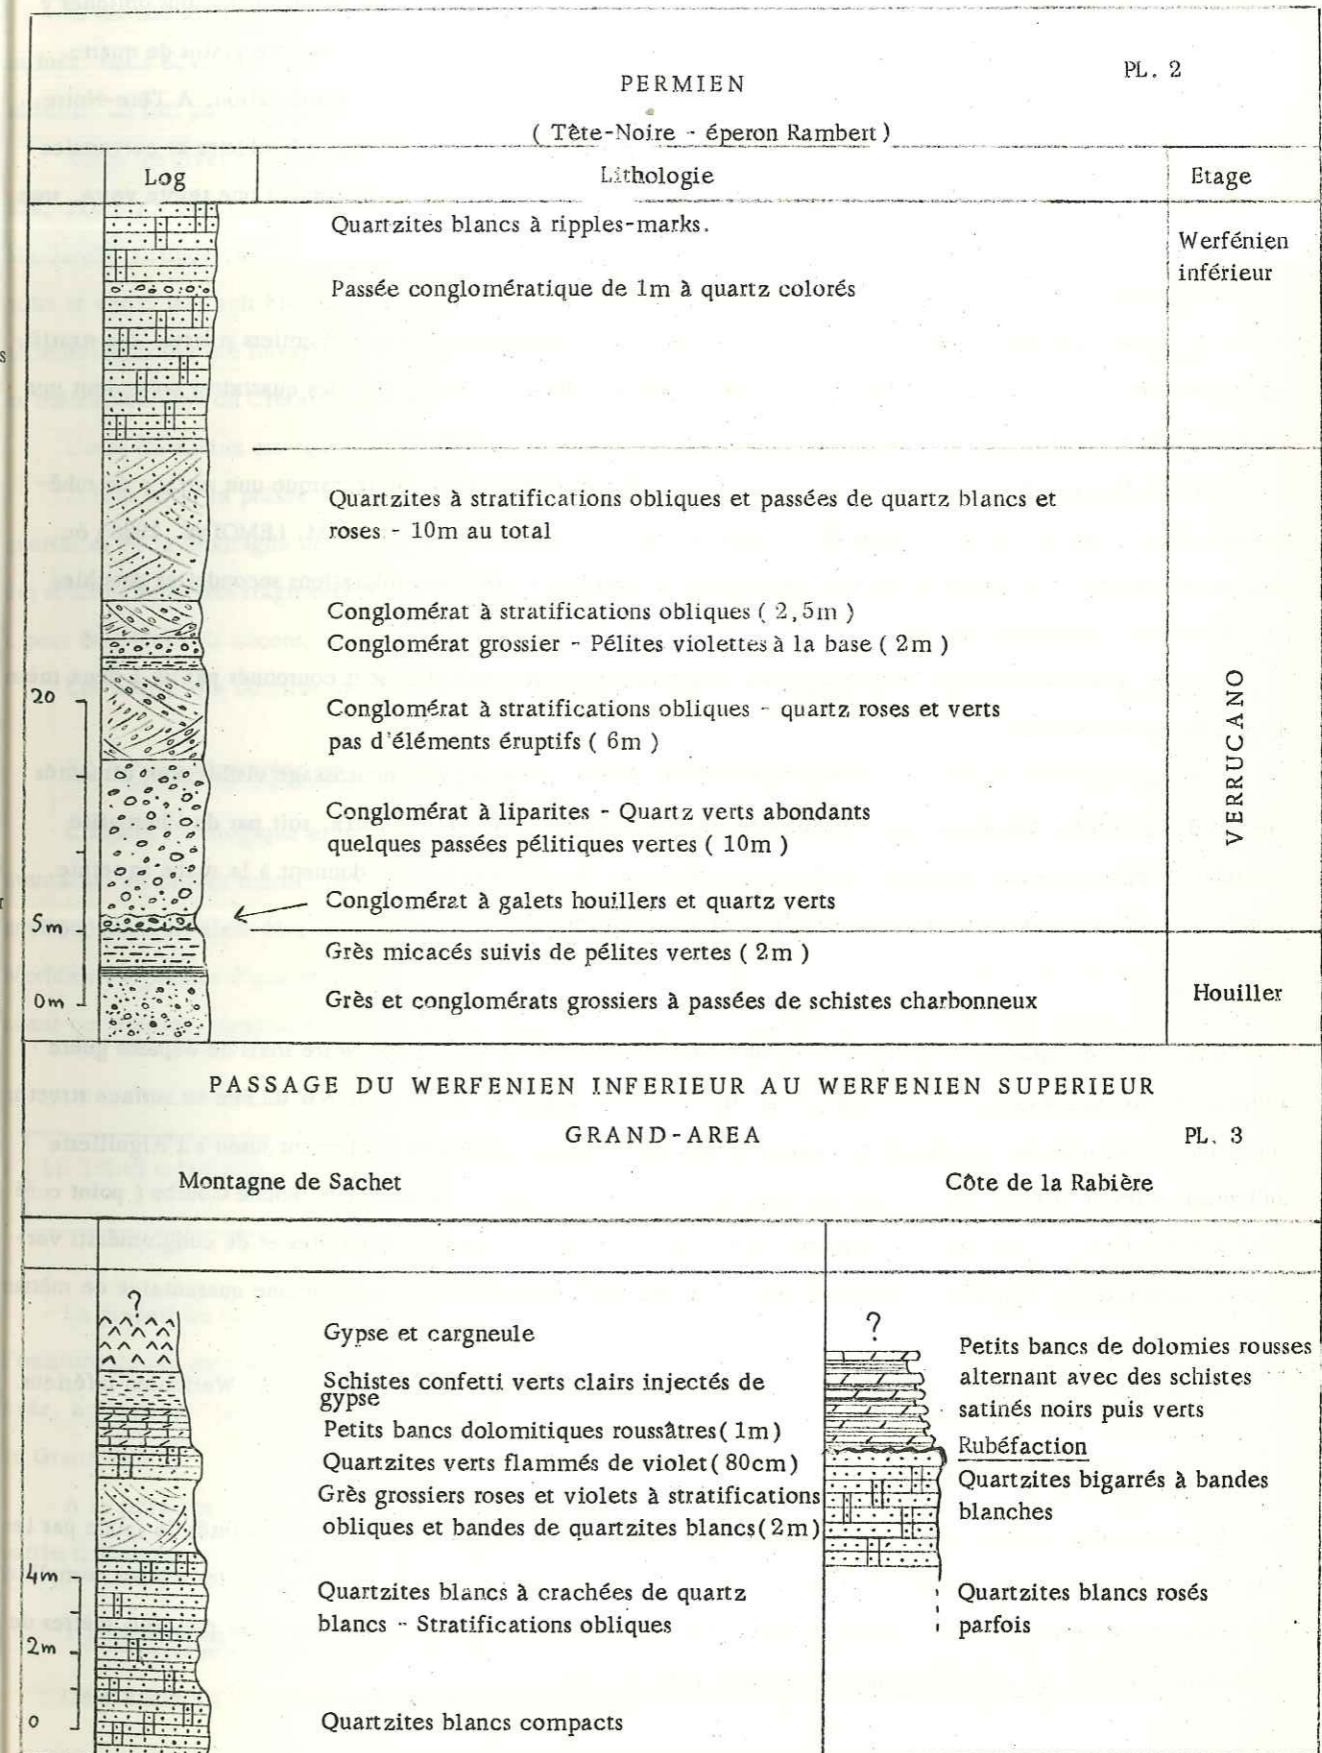 PL. 2
PERMIEN
( Tête-Noire - éperon Rambert )
Log
Lithologie
Etage
Quartzites blancs à ripples-marks.
Werfénien
inférieur
Passée conglomératique de 1m à quartz colorés
Quartzites à stratifications obliques et passées de quartz blancs et
roses - 10m au total
Conglomérat à stratifications obliques ( 2,5m )
Conglomérat grossier - Pélites violettes à la base ( 2m )
20
Conglomérat à stratifications obliques - quartz roses et verts
pas d'éléments éruptifs ( 6m )
VERRUCANO
Conglomérat à liparites - Quartz verts abondants
quelques passées pélitiques vertes ( 10m )
Conglomérat à galets houillers et quartz verts
5m
Grès micacés suivis de pélites vertes ( 2m )
0m
Grès et conglomérats grossiers à passées de schistes charbonneux
Houiller
PASSAGE DU WERFENIEN INFERIEUR AU WERFENIEN SUPERIEUR
GRAND-AREA
PL. 3
Montagne de Sachet
Côte de la Rabière
?
Gypse et cargneule
Schistes confetti verts clairs injectés de
gypse
Petits bancs dolomitiques roussâtres( 1m )
Quartzites verts flammés de violet( 80cm )
Grès grossiers roses et violets à stratifications
obliques et bandes de quartzites blancs( 2m )
4m
Quartzites blancs à crachées de quartz
blancs - Stratifications obliques
2m
0
Quartzites blancs compacts
?
Petits bancs de dolomies rousses
alternant avec des schistes
satinés noirs puis verts
Rubéfaction
Quartzites bigarrés à bandes
blanches
Quartzites blancs rosés
parfois